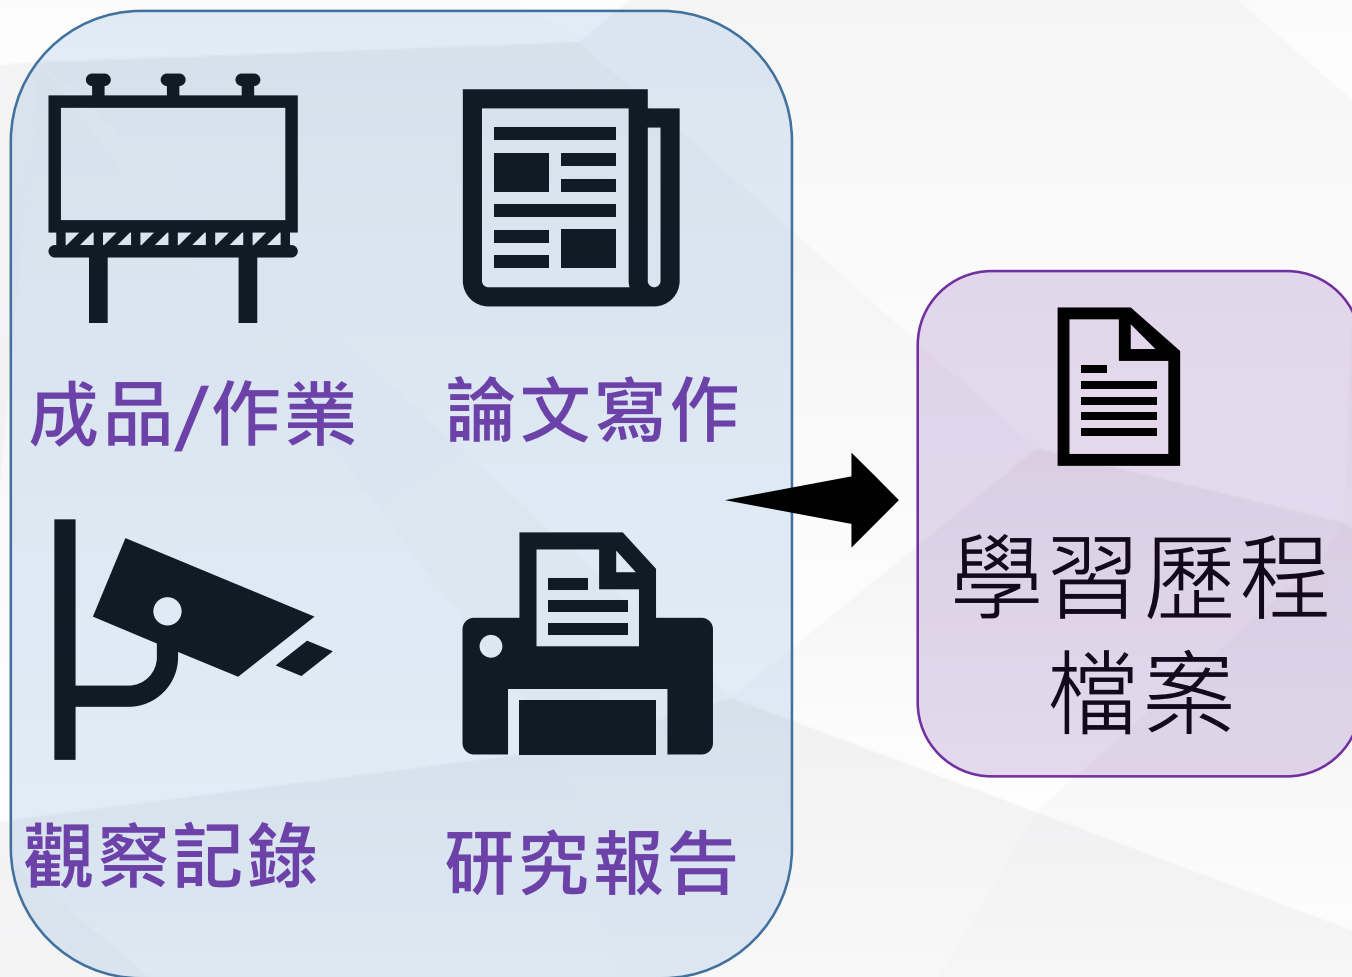 成品/作業
論文寫作
觀察記錄
研究報告
學習歷程
檔案